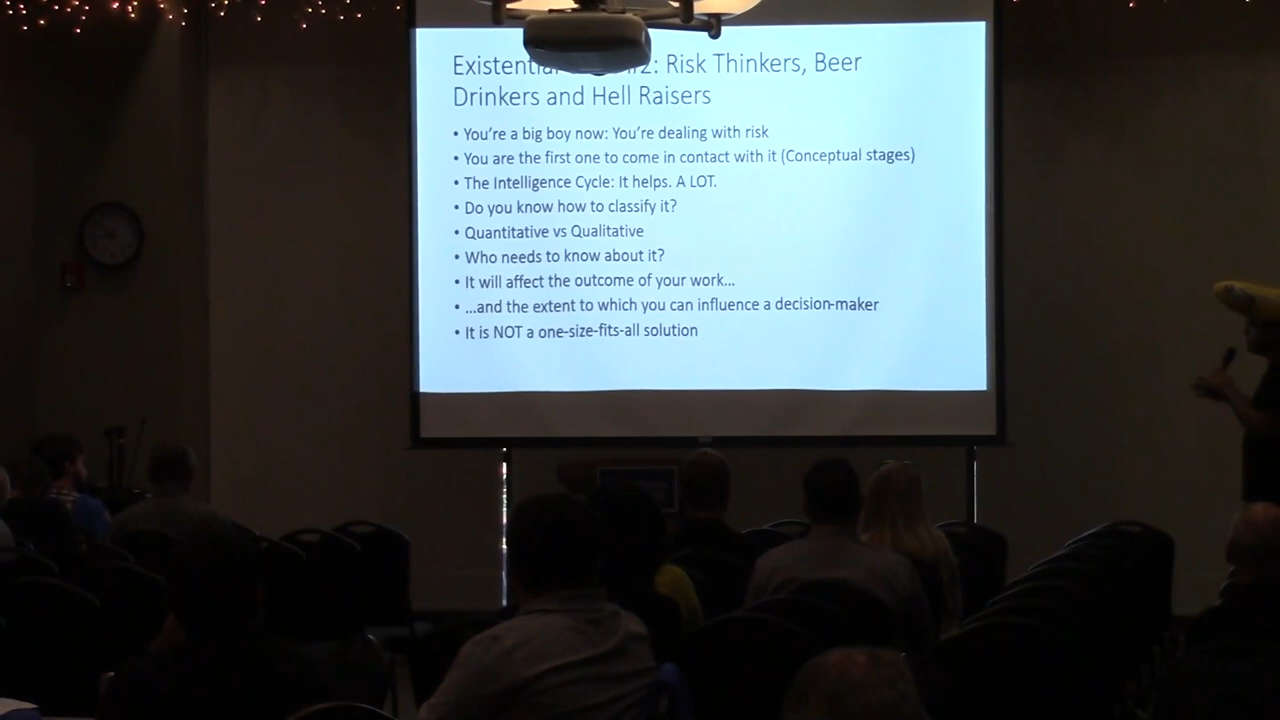 Risk Thinkers, Beer
Drinkers and Hell Raisers
• You're a big boy now: You're dealing with risk
• You are the first one to come in contact with it (Conceptual stages)
• The Intelligence Cycle: It helps. A LOT.
• Do you know how to classify it?
• Quantitative vs Qualitative
• Who needs to know about it?
• It will affect the outcome of your work...
• ...and the extent to which you can influence a decision-maker
• It is NOT a one-size-fits-all solution